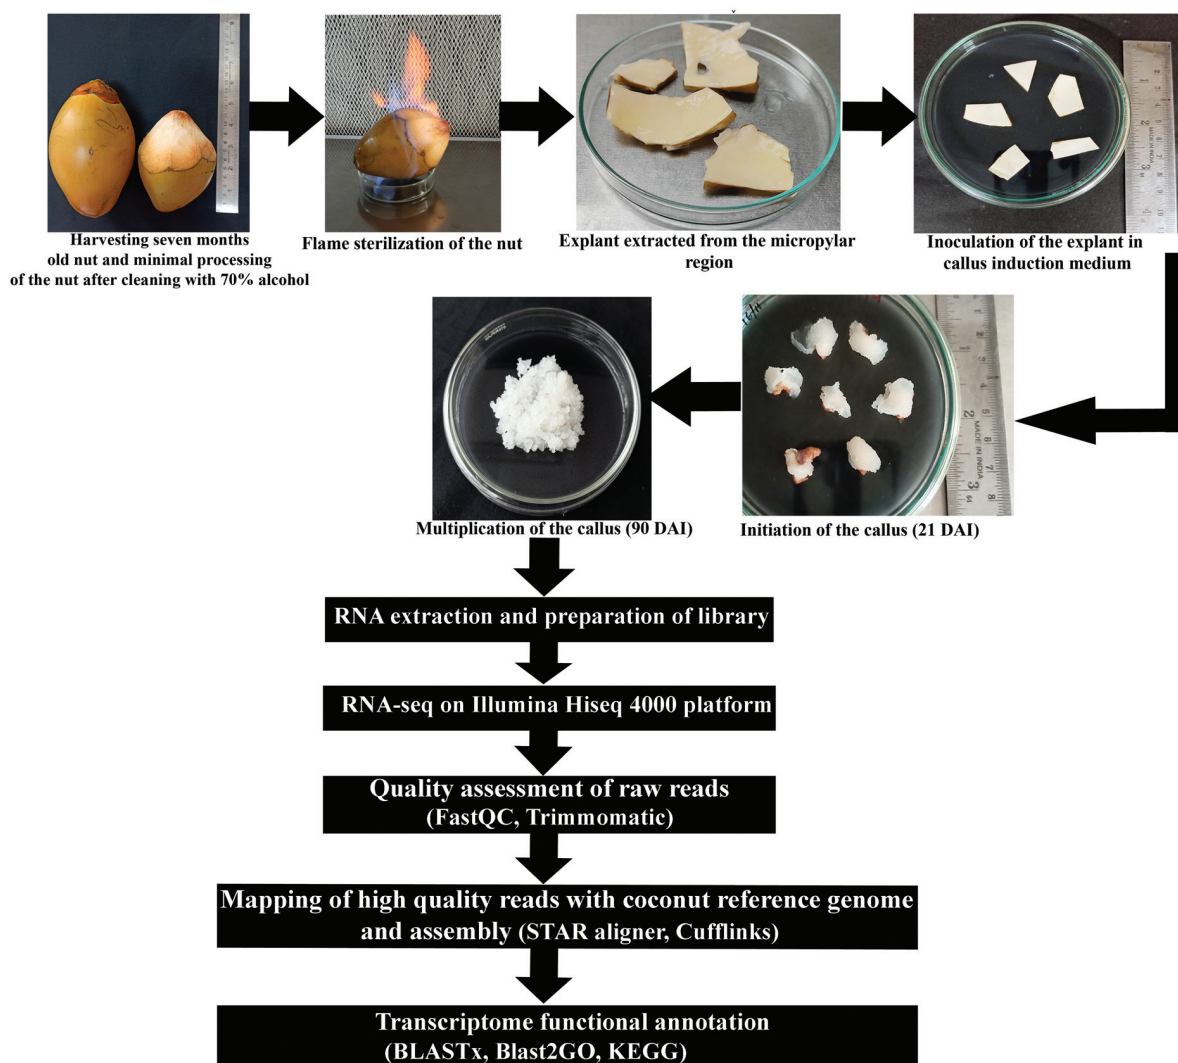 Harvesting seven months
old nut and minimal processing
of the nut after cleaning with 70% alcohol
Flame sterilization of the nut
Explant extracted from the micropylar
region
Inoculation of the explant in
callus induction medium
MADE IN INDIA
Multiplication of the callus (90 DAI)
Initiation of the callus (21 DAI)
RNA extraction and preparation of library
RNA-seq on Illumina Hiseq 4000 platform
Quality assessment of raw reads
(FastQC, Trimmomatic)
Mapping of high quality reads with coconut reference genome
and assembly (STAR aligner, Cufflinks)
Transcriptome functional annotation
(BLASTx, Blast2GO, KEGG)